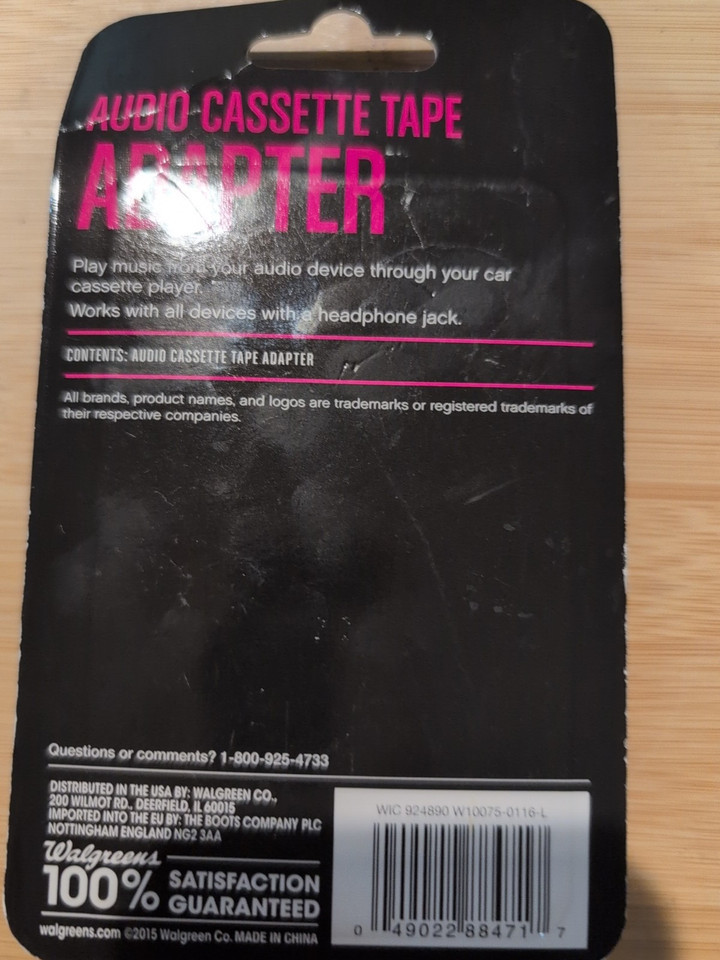 AUDIO CASSETTE TAPE
ADAPTER
Play music from your audio device through your car
cassette player.
Works with all devices with a headphone jack.
CONTENTS: AUDIO CASSETTE TAPE ADAPTER
All brands, product names, and logos are trademarks or registered trademarks of
their respective companies.
Questions or comments? 1-800-925-4733
DISTRIBUTED IN THE USA BY: WALGREEN CO.,
200 WILMOT RD., DEERFIELD, IL 60015
IMPORTED INTO THE EU BY: THE BOOTS COMPANY PLC
NOTTINGHAM ENGLAND NG2 3AA
Walgreens
100% SATISFACTION
GUARANTEED
walgreens.com ©2015 Walgreen Co. MADE IN CHINA
WIC 924890 W10075-0116-L
0 49022 88471 7